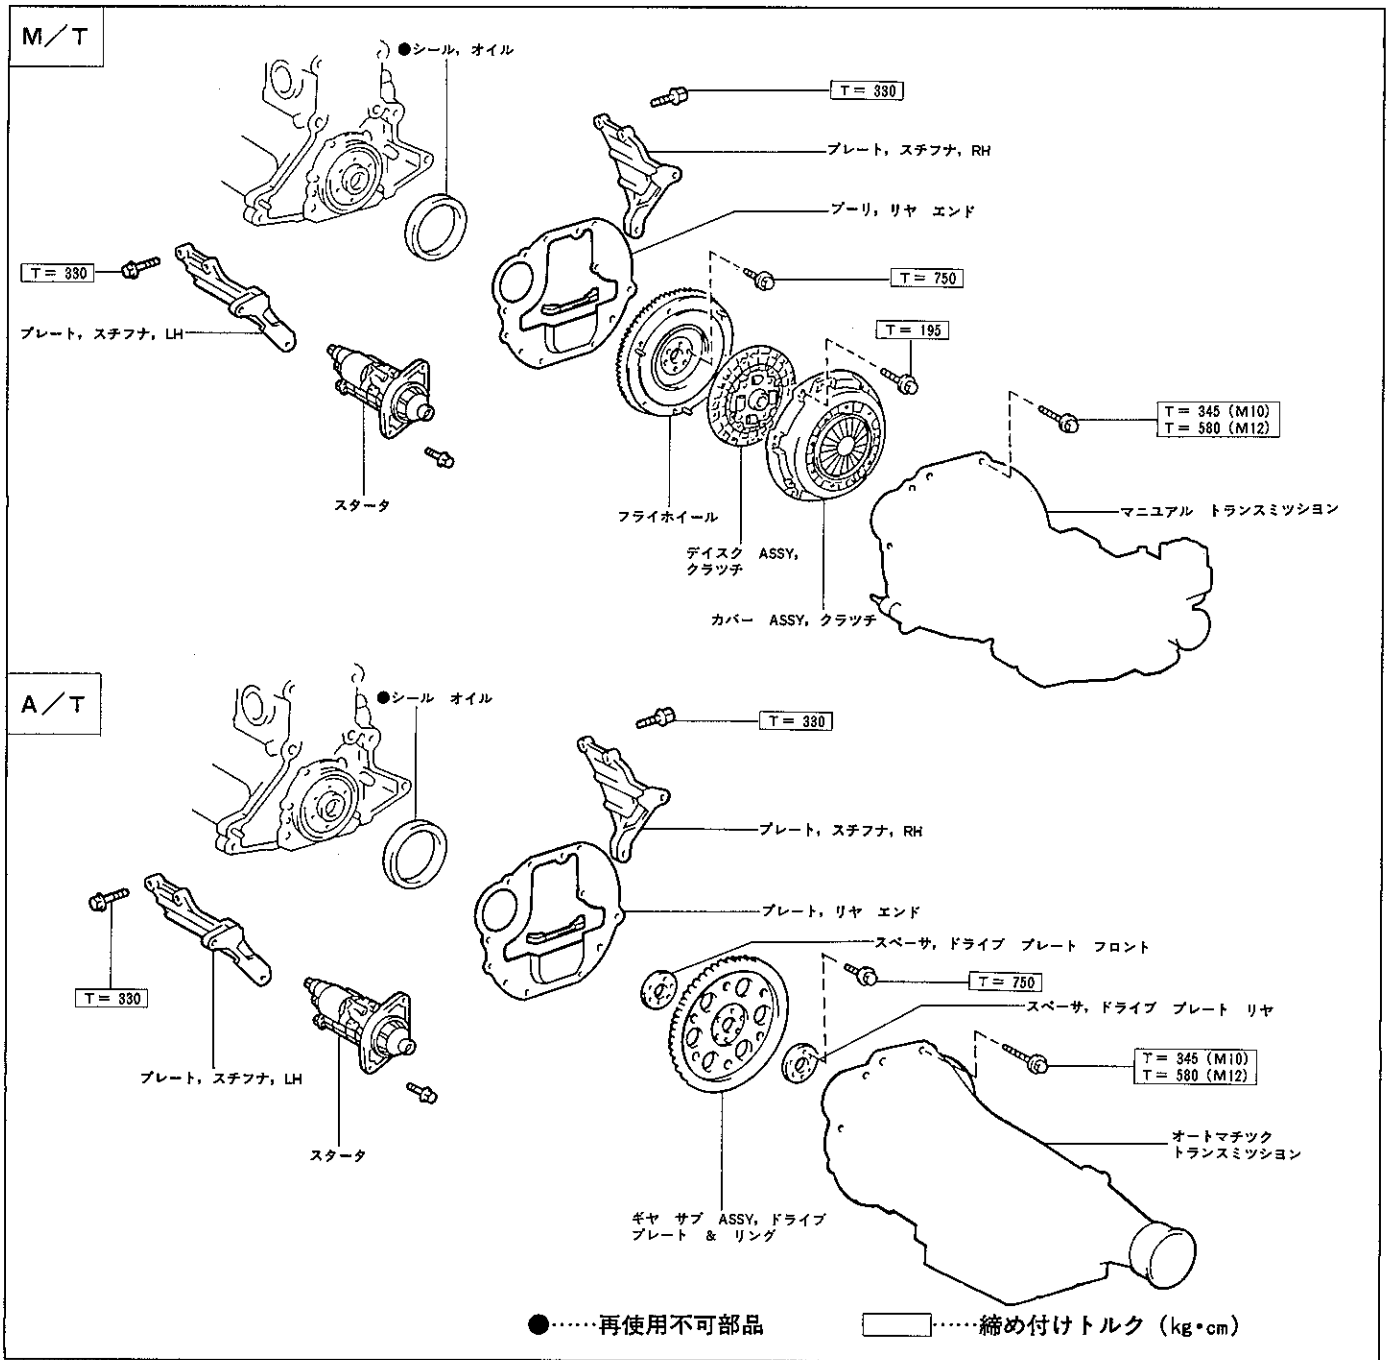 M/T
●シール, オイル
T= 330
プレート, スチフナ, RH
プーリ, リヤ エンド
T= 330
T= 750
プレート, スチフナ, LH
T= 195
T= 345 (M10)
T= 580 (M12)
スタータ
フライホイール
マニユアル トランスミツシヨン
デイスク ASSY,
クラツチ
カバー ASSY, クラツチ
A/T
●シール オイル
T= 330
プレート, スチフナ, RH
プレート, リヤ エンド
スペーサ, ドライブ プレート フロント
T= 750
T= 330
スペーサ, ドライブ プレート リヤ
T= 345 (M10)
T= 580 (M12)
プレート, スチフナ, LH
オートマチツク
トランスミツシヨン
スタータ
ギヤ サブ ASSY, ドライブ
プレート & リング
●……再使用不可部品
……締め付けトルク (kg・cm)